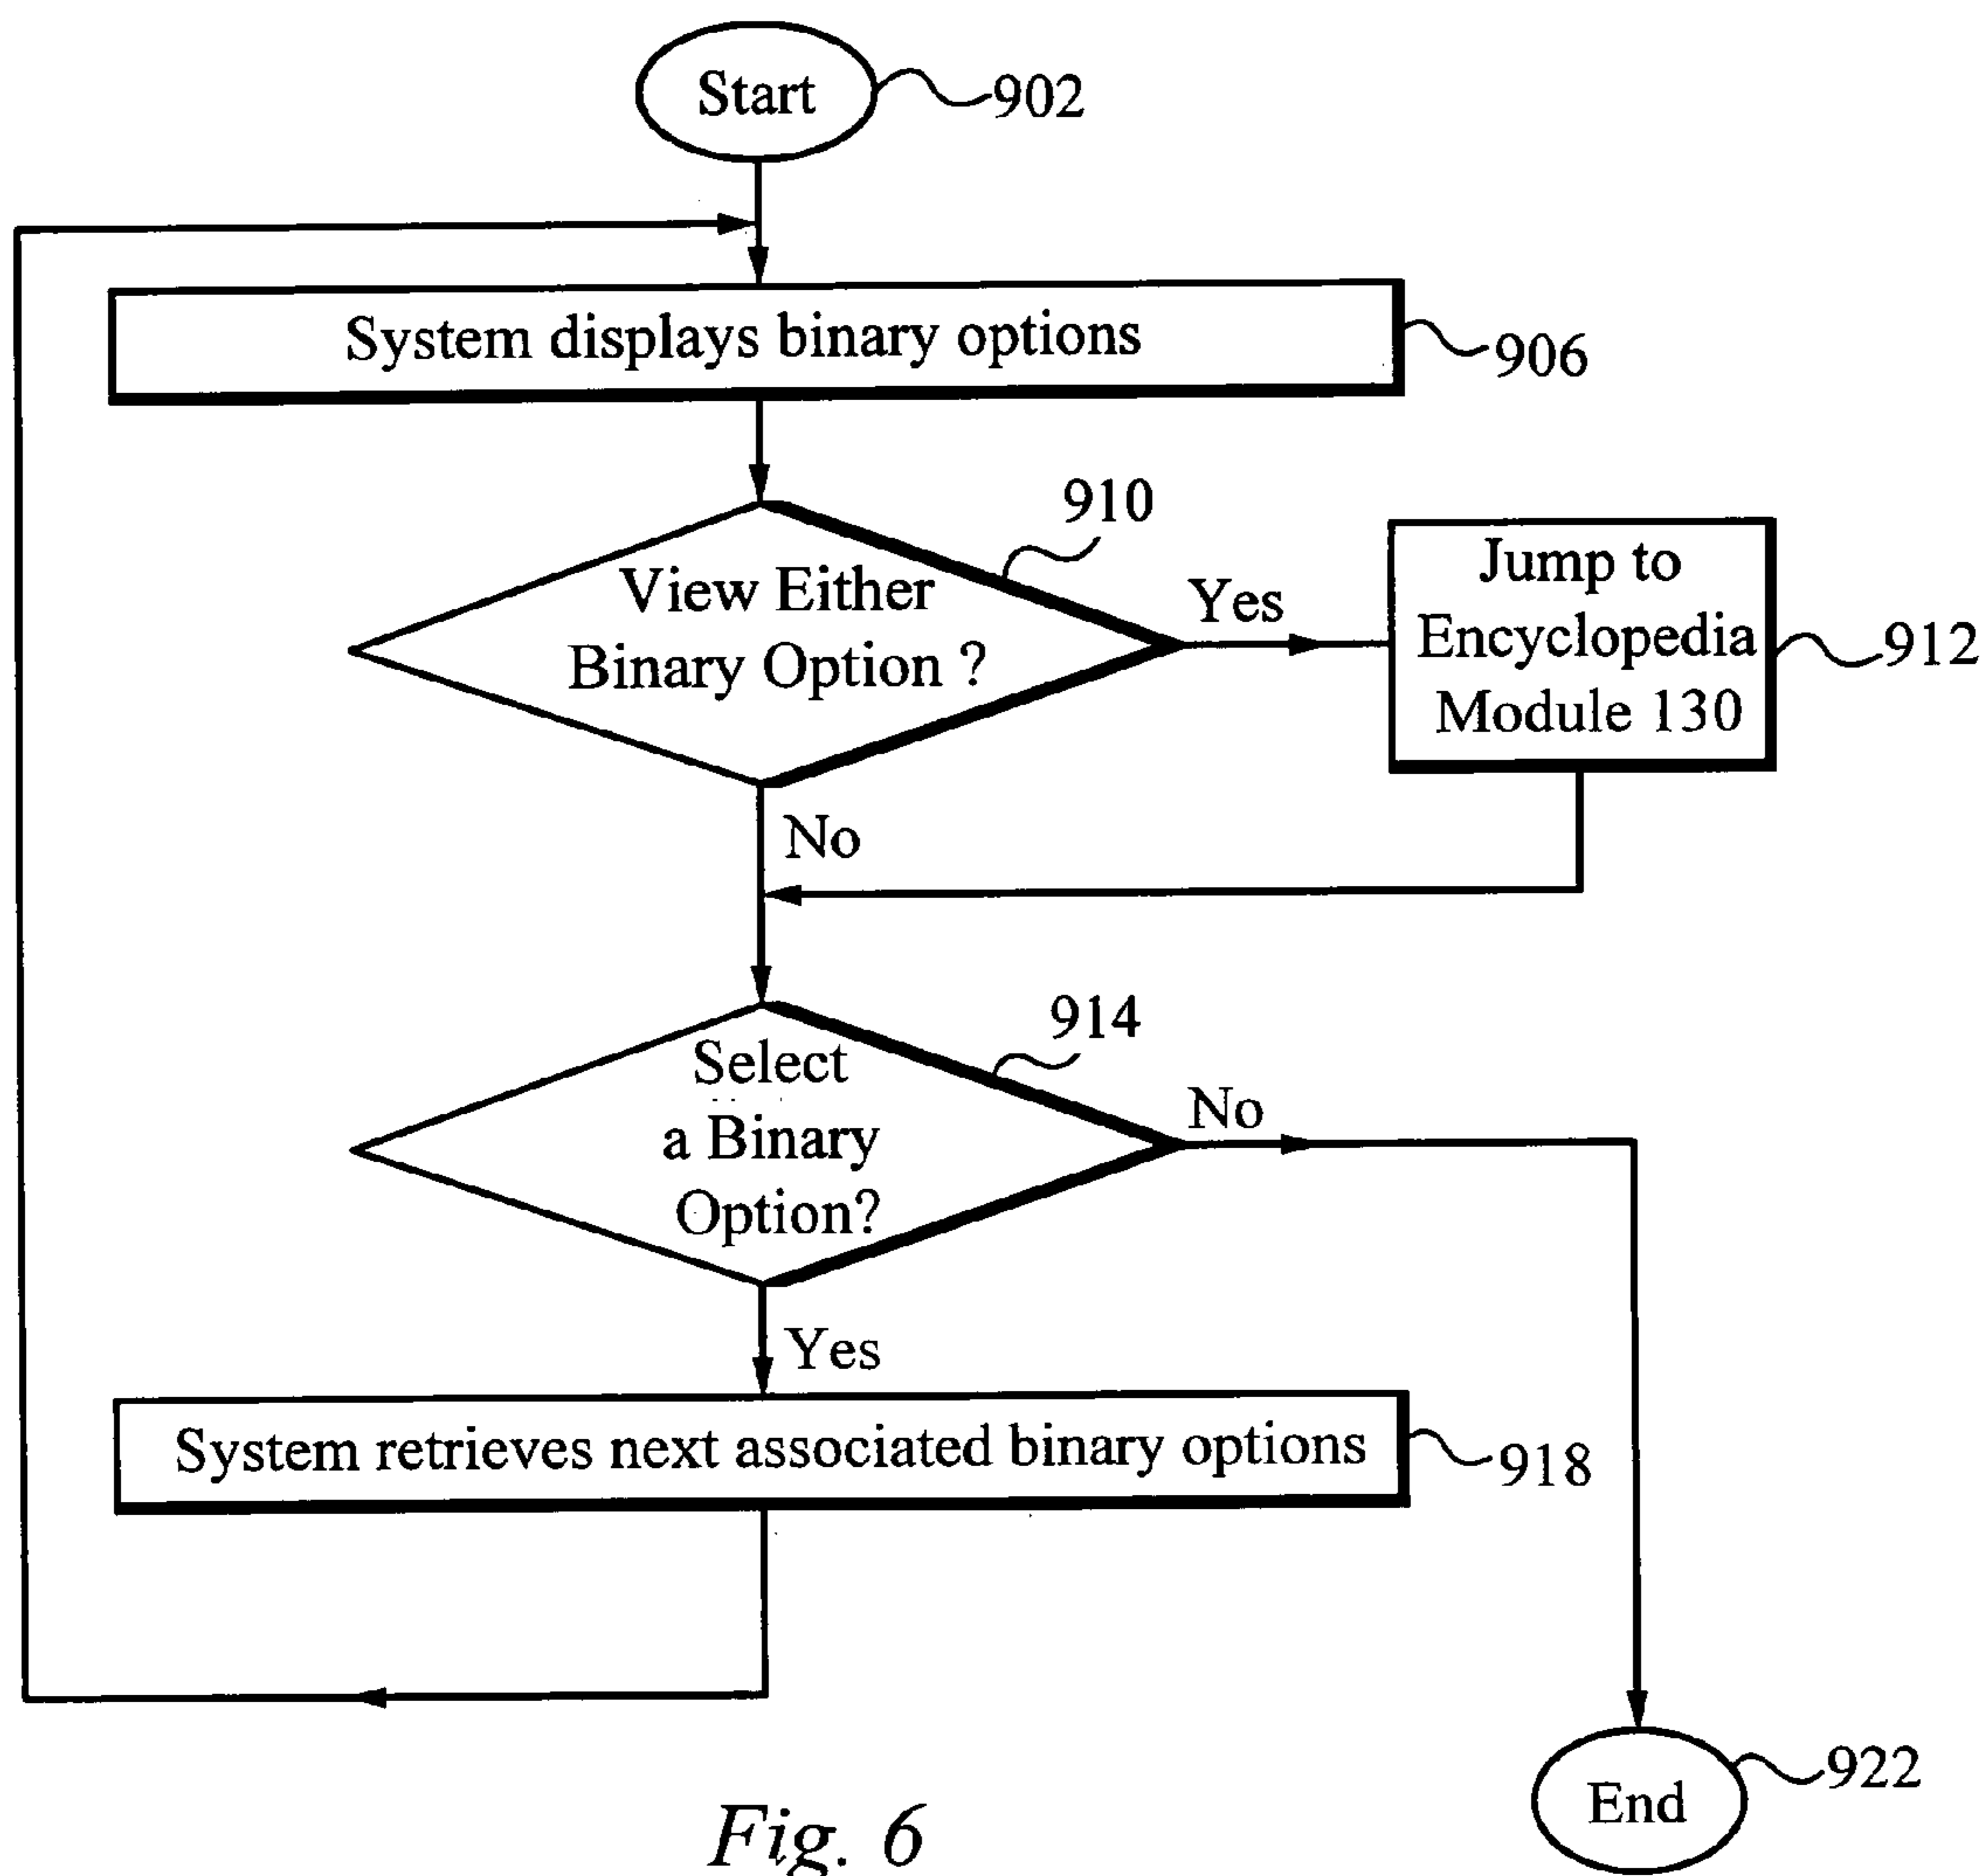 Start
902
System displays binary options
906
910
View Either
Binary Option ?
Yes
Jump to
Encyclopedia
Module 130
912
No
914
Select
a Binary
Option?
No
Yes
System retrieves next associated binary options
918
922
End
Fig. 6